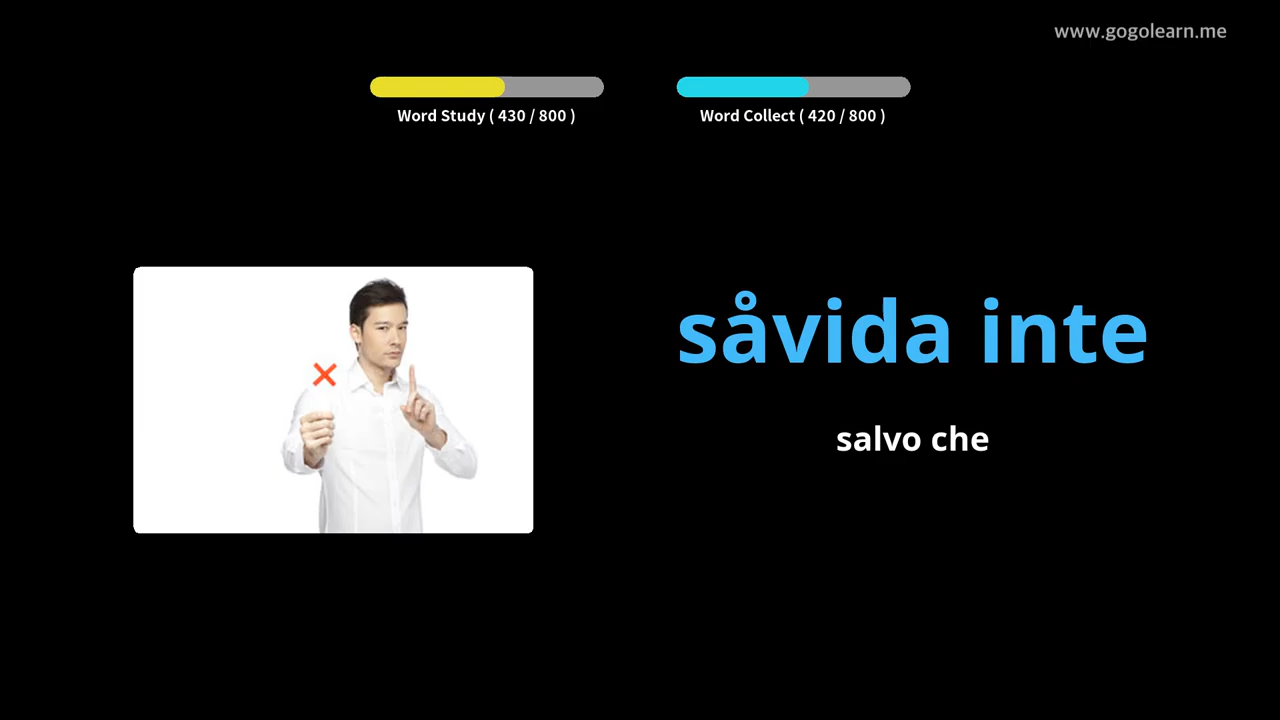 www.gogolearn.me
Word Study ( 430 / 800 )
Word Collect ( 420 / 800 )
såvida inte
salvo che